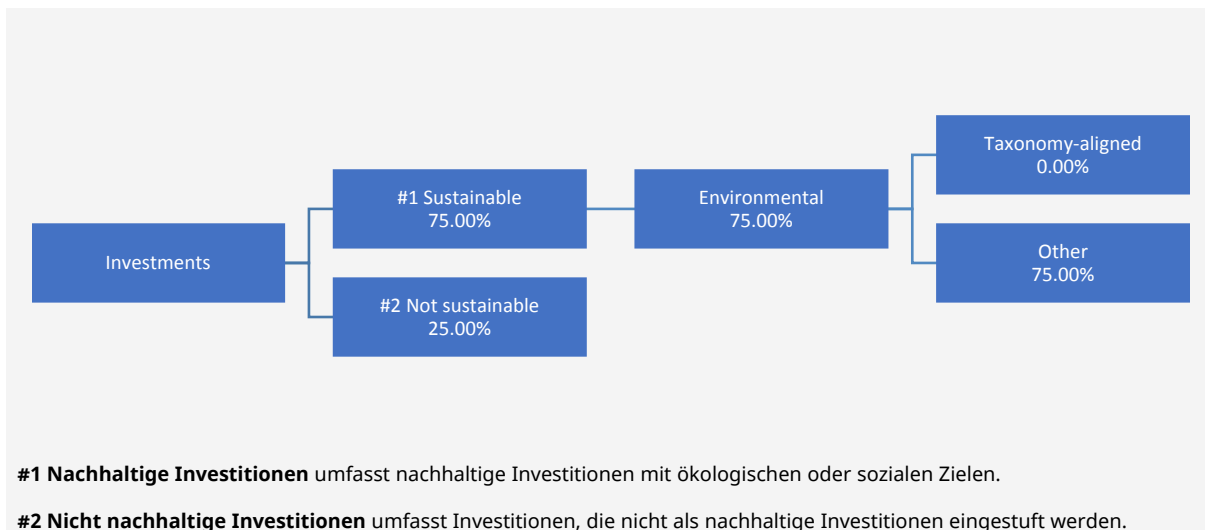 Taxonomy-aligned
0.00%
#1 Sustainable
75.00%
Environmental
75.00%
Investments
Other
75.00%
#2 Not sustainable
25.00%
#1 Nachhaltige Investitionen umfasst nachhaltige Investitionen mit ökologischen oder sozialen Zielen.
#2 Nicht nachhaltige Investitionen umfasst Investitionen, die nicht als nachhaltige Investitionen eingestuft werden.